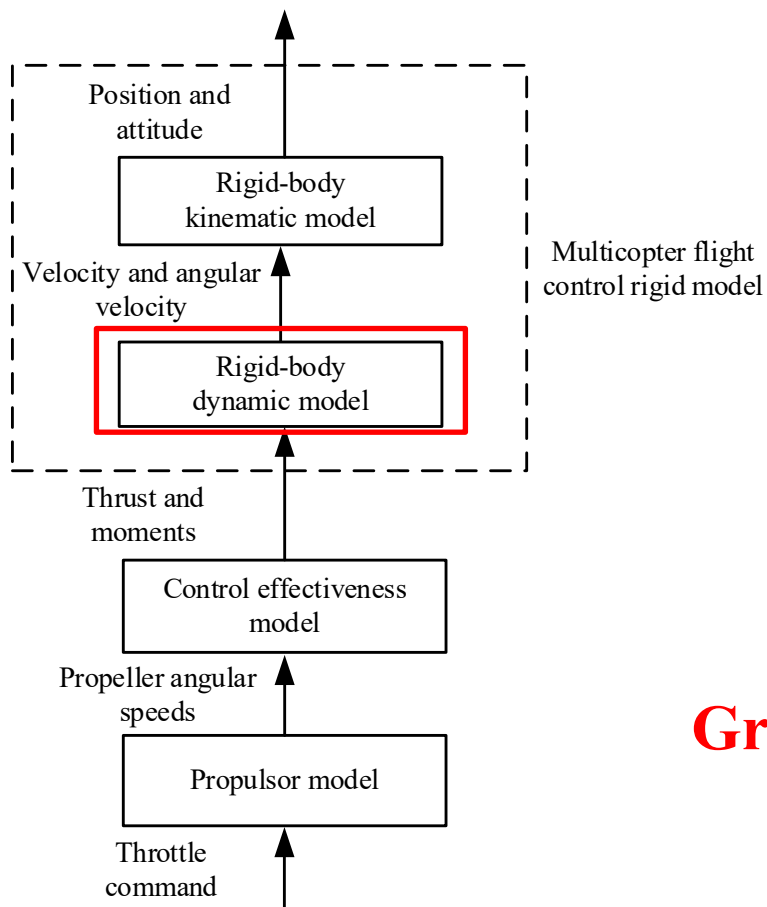 Position and
attitude
Rigid-body
kinematic model
Velocity and angular
velocity
Multicopter flight
control rigid model
Rigid-body
dynamic model
Thrust and
moments
Control effectiveness
model
Propeller angular
speeds
Gr
Propulsor model
Throttle
command